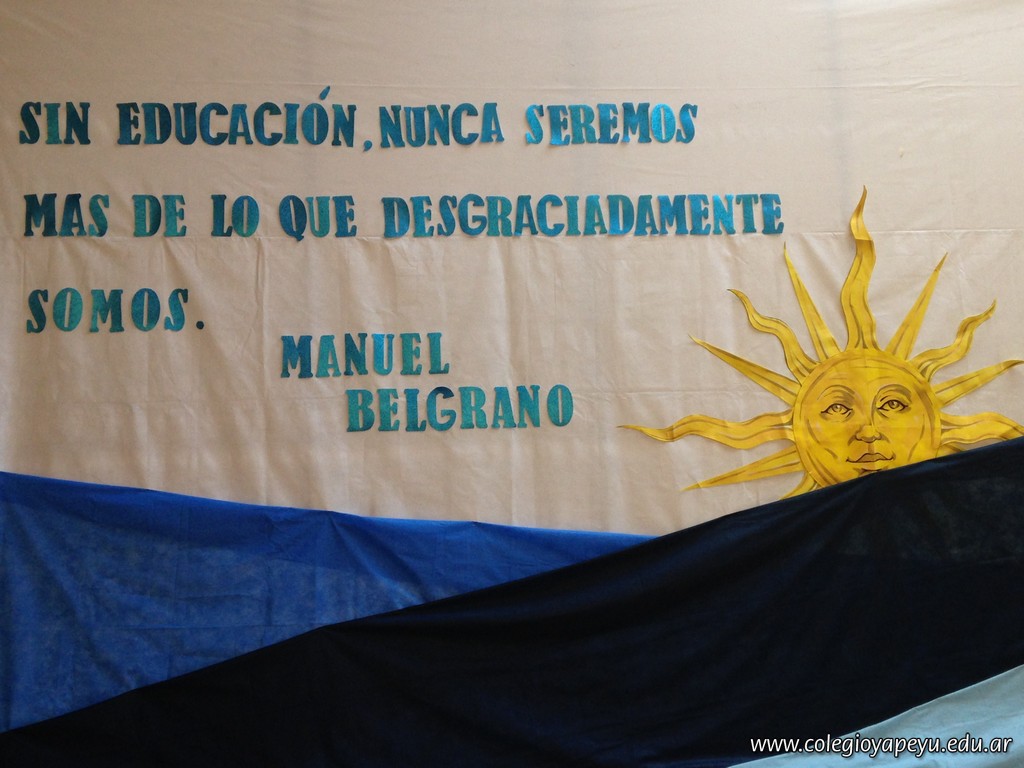 SIN EDUCACIÓN, NUNCA SEREMOS
MAS DE LO QUE DESGRACIADAMENTE
SOMOS.
MANUEL
BELGRANO
www.colegioyapeyu.edu.ar